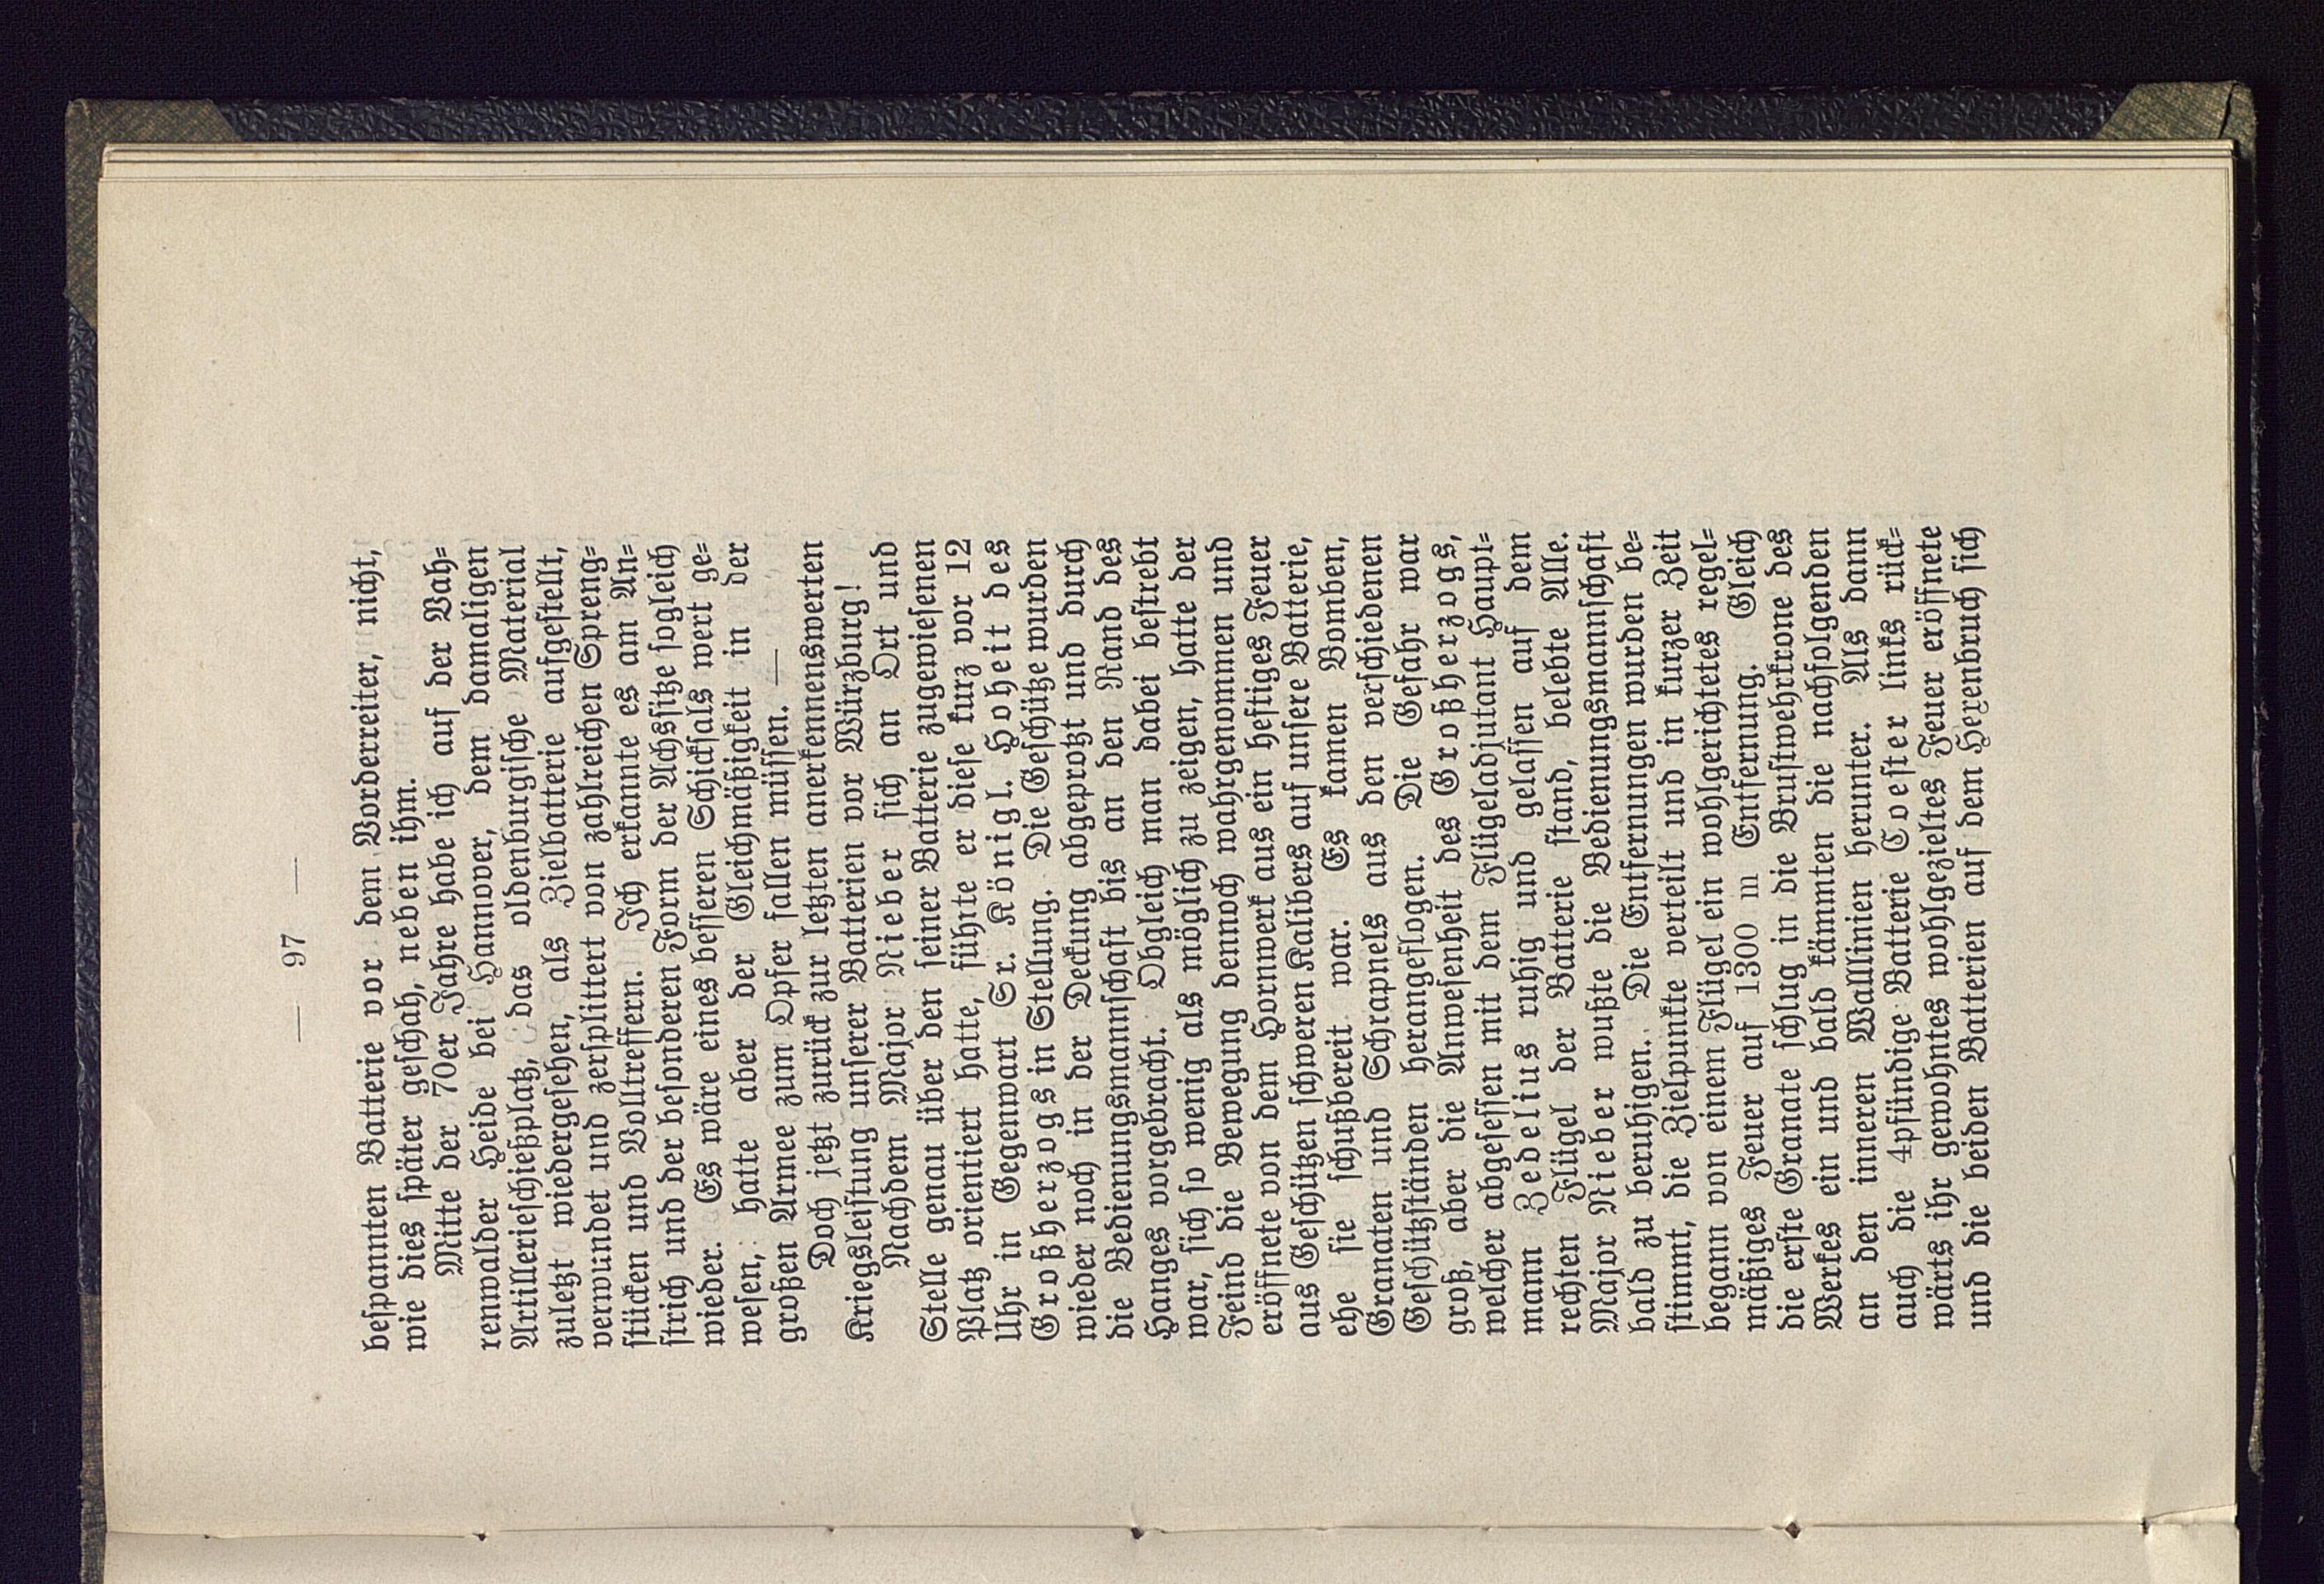 — 97 —
bespannten Batterie vor dem Vorderreiter, nicht,
wie dies später geschah, neben ihm.
Mitte der 70er Jahre habe ich auf der Vah=
renwalder Heide bei Hannover, dem damaligen
Artillerieschießplatz, das oldenburgische Material
zuletzt wiedergesehen, als Zielbatterie aufgestellt,
verwundet und zersplittert von zahlreichen Spreng=
stücken und Volltreffern. Ich erkannte es am An=
strich und der besonderen Form der Achssitze sogleich
wieder. Es wäre eines besseren Schicksals wert ge=
wesen, hatte aber der Gleichmäßigkeit in der
großen Armee zum Opfer fallen müssen. —
Doch jetzt zurück zur letzten anerkennenswerten
Kriegsleistung unserer Batterien vor Würzburg!
Nachdem Major Nieber sich an Ort und
Stelle genau über den seiner Batterie zugewiesenen
Platz orientiert hatte, führte er diese kurz vor 12
Uhr in Gegenwart Sr. Königl. Hoheit des
Großherzogs in Stellung. Die Geschütze wurden
wieder noch in der Deckung abgeprotzt und durch
die Bedienungsmannschaft bis an den Rand des
Hanges vorgebracht. Obgleich man dabei bestrebt
war, sich so wenig als möglich zu zeigen, hatte der
Feind die Bewegung dennoch wahrgenommen und
eröffnete von dem Hornwerk aus ein heftiges Feuer
aus Geschützen schweren Kalibers auf unsere Batterie,
ehe sie schußbereit war. Es kamen Bomben,
Granaten und Schrapnels aus den verschiedenen
Geschützständen herangeflogen. Die Gefahr war
groß, aber die Anwesenheit des Großherzogs,
welcher abgesessen mit dem Flügeladjutant Haupt=
mann Zedelius ruhig und gelassen auf dem
rechten Flügel der Batterie stand, belebte Alle.
Major Nieber wußte die Bedienungsmannschaft
bald zu beruhigen. Die Entfernungen wurden be=
stimmt, die Zielpunkte verteilt und in kurzer Zeit
begann von einem Flügel ein wohlgerichtetes regel=
mäßiges Feuer auf 1300 m Entfernung. Gleich
die erste Granate schlug in die Brustwehrkrone des
Werkes ein und bald kämmten die nachfolgenden
an den inneren Walllinien herunter. Als dann
auch die 4pfündige Batterie Coester links rück=
wärts ihr gewohntes wohlgezieltes Feuer eröffnete
und die beiden Batterien auf dem Hexenbruch sich